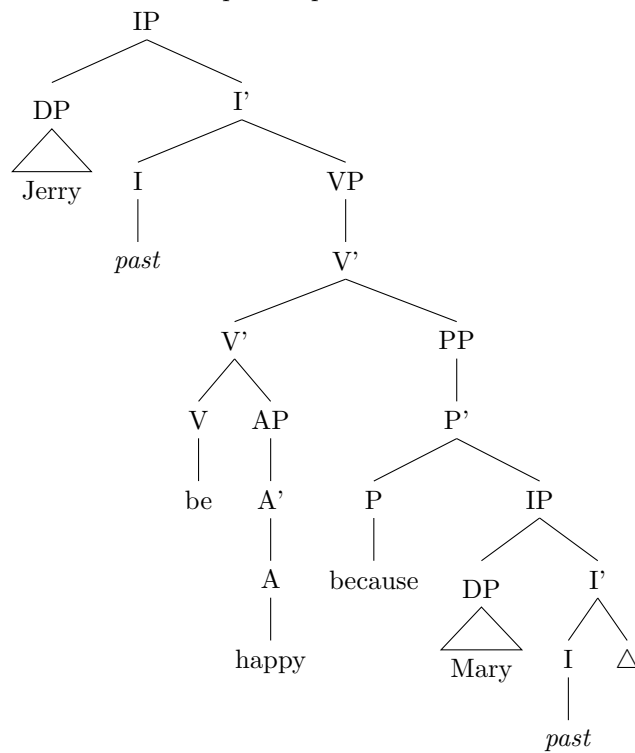 IP
DP I'
Jerry I VP
past V'
V' PP
V AP P'
be A' P IP
A because DP I'
happy Mary I △
past